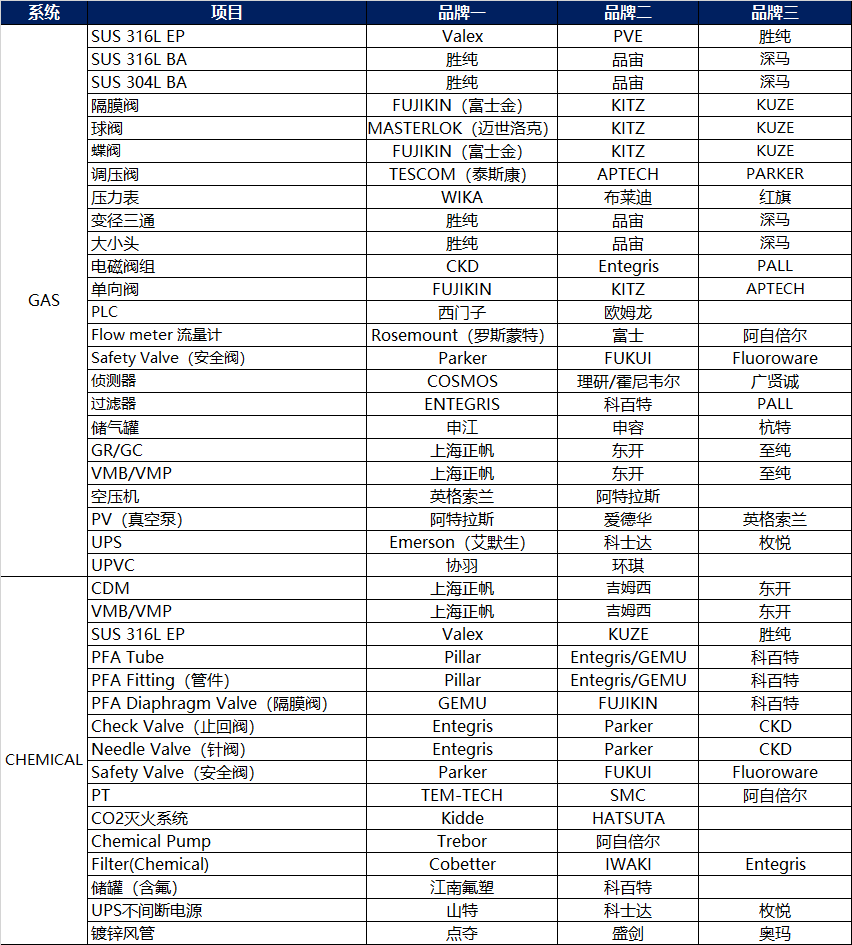 系统 项目 品牌一 品牌二 品牌三
SUS 316L EP Valex PVE 胜纯
SUS 316L BA 胜纯 品宙 深马
SUS 304L BA 胜纯 品宙 深马
隔膜阀 FUJIKIN（富士金） KITZ KUZE
球阀 MASTERLOK（迈世洛克） KITZ KUZE
蝶阀 FUJIKIN（富士金） KITZ KUZE
调压阀 TESCOM（泰斯康） APTECH PARKER
压力表 WIKA 布莱迪 红旗
变径三通 胜纯 品宙 深马
大小头 胜纯 品宙 深马
电磁阀组 CKD Entegris PALL
GAS 单向阀 FUJIKIN KITZ APTECH
PLC 西门子 欧姆龙
Flow meter 流量计 Rosemount（罗斯蒙特） 富士 阿自倍尔
Safety Valve（安全阀） Parker FUKUI Fluoroware
侦测器 COSMOS 理研/霍尼韦尔 广贤诚
过滤器 ENTEGRIS 科百特 PALL
储气罐 申江 申容 杭特
GR/GC 上海正帆 东开 至纯
VMB/VMP 上海正帆 东开 至纯
空压机 英格索兰 阿特拉斯
PV（真空泵） 阿特拉斯 爱德华 英格索兰
UPS Emerson（艾默生） 科士达 枚悦
UPVC 协羽 环琪
CDM 上海正帆 吉姆西 东开
VMB/VMP 上海正帆 吉姆西 东开
SUS 316L EP Valex KUZE 胜纯
PFA Tube Pillar Entegris/GEMU 科百特
PFA Fitting（管件） Pillar Entegris/GEMU 科百特
PFA Diaphragm Valve（隔膜阀） GEMU FUJIKIN 科百特
Check Valve（止回阀） Entegris Parker CKD
Needle Valve（针阀） Entegris Parker CKD
CHEMICAL Safety Valve（安全阀） Parker FUKUI Fluoroware
PT TEM-TECH SMC 阿自倍尔
CO2灭火系统 Kidde HATSUTA
Chemical Pump Trebor 阿自倍尔
Filter(Chemical) Cobetter IWAKI Entegris
储罐（含氟） 江南氟塑 科百特
UPS不间断电源 山特 科士达 枚悦
镀锌风管 点夺 盛剑 奥玛